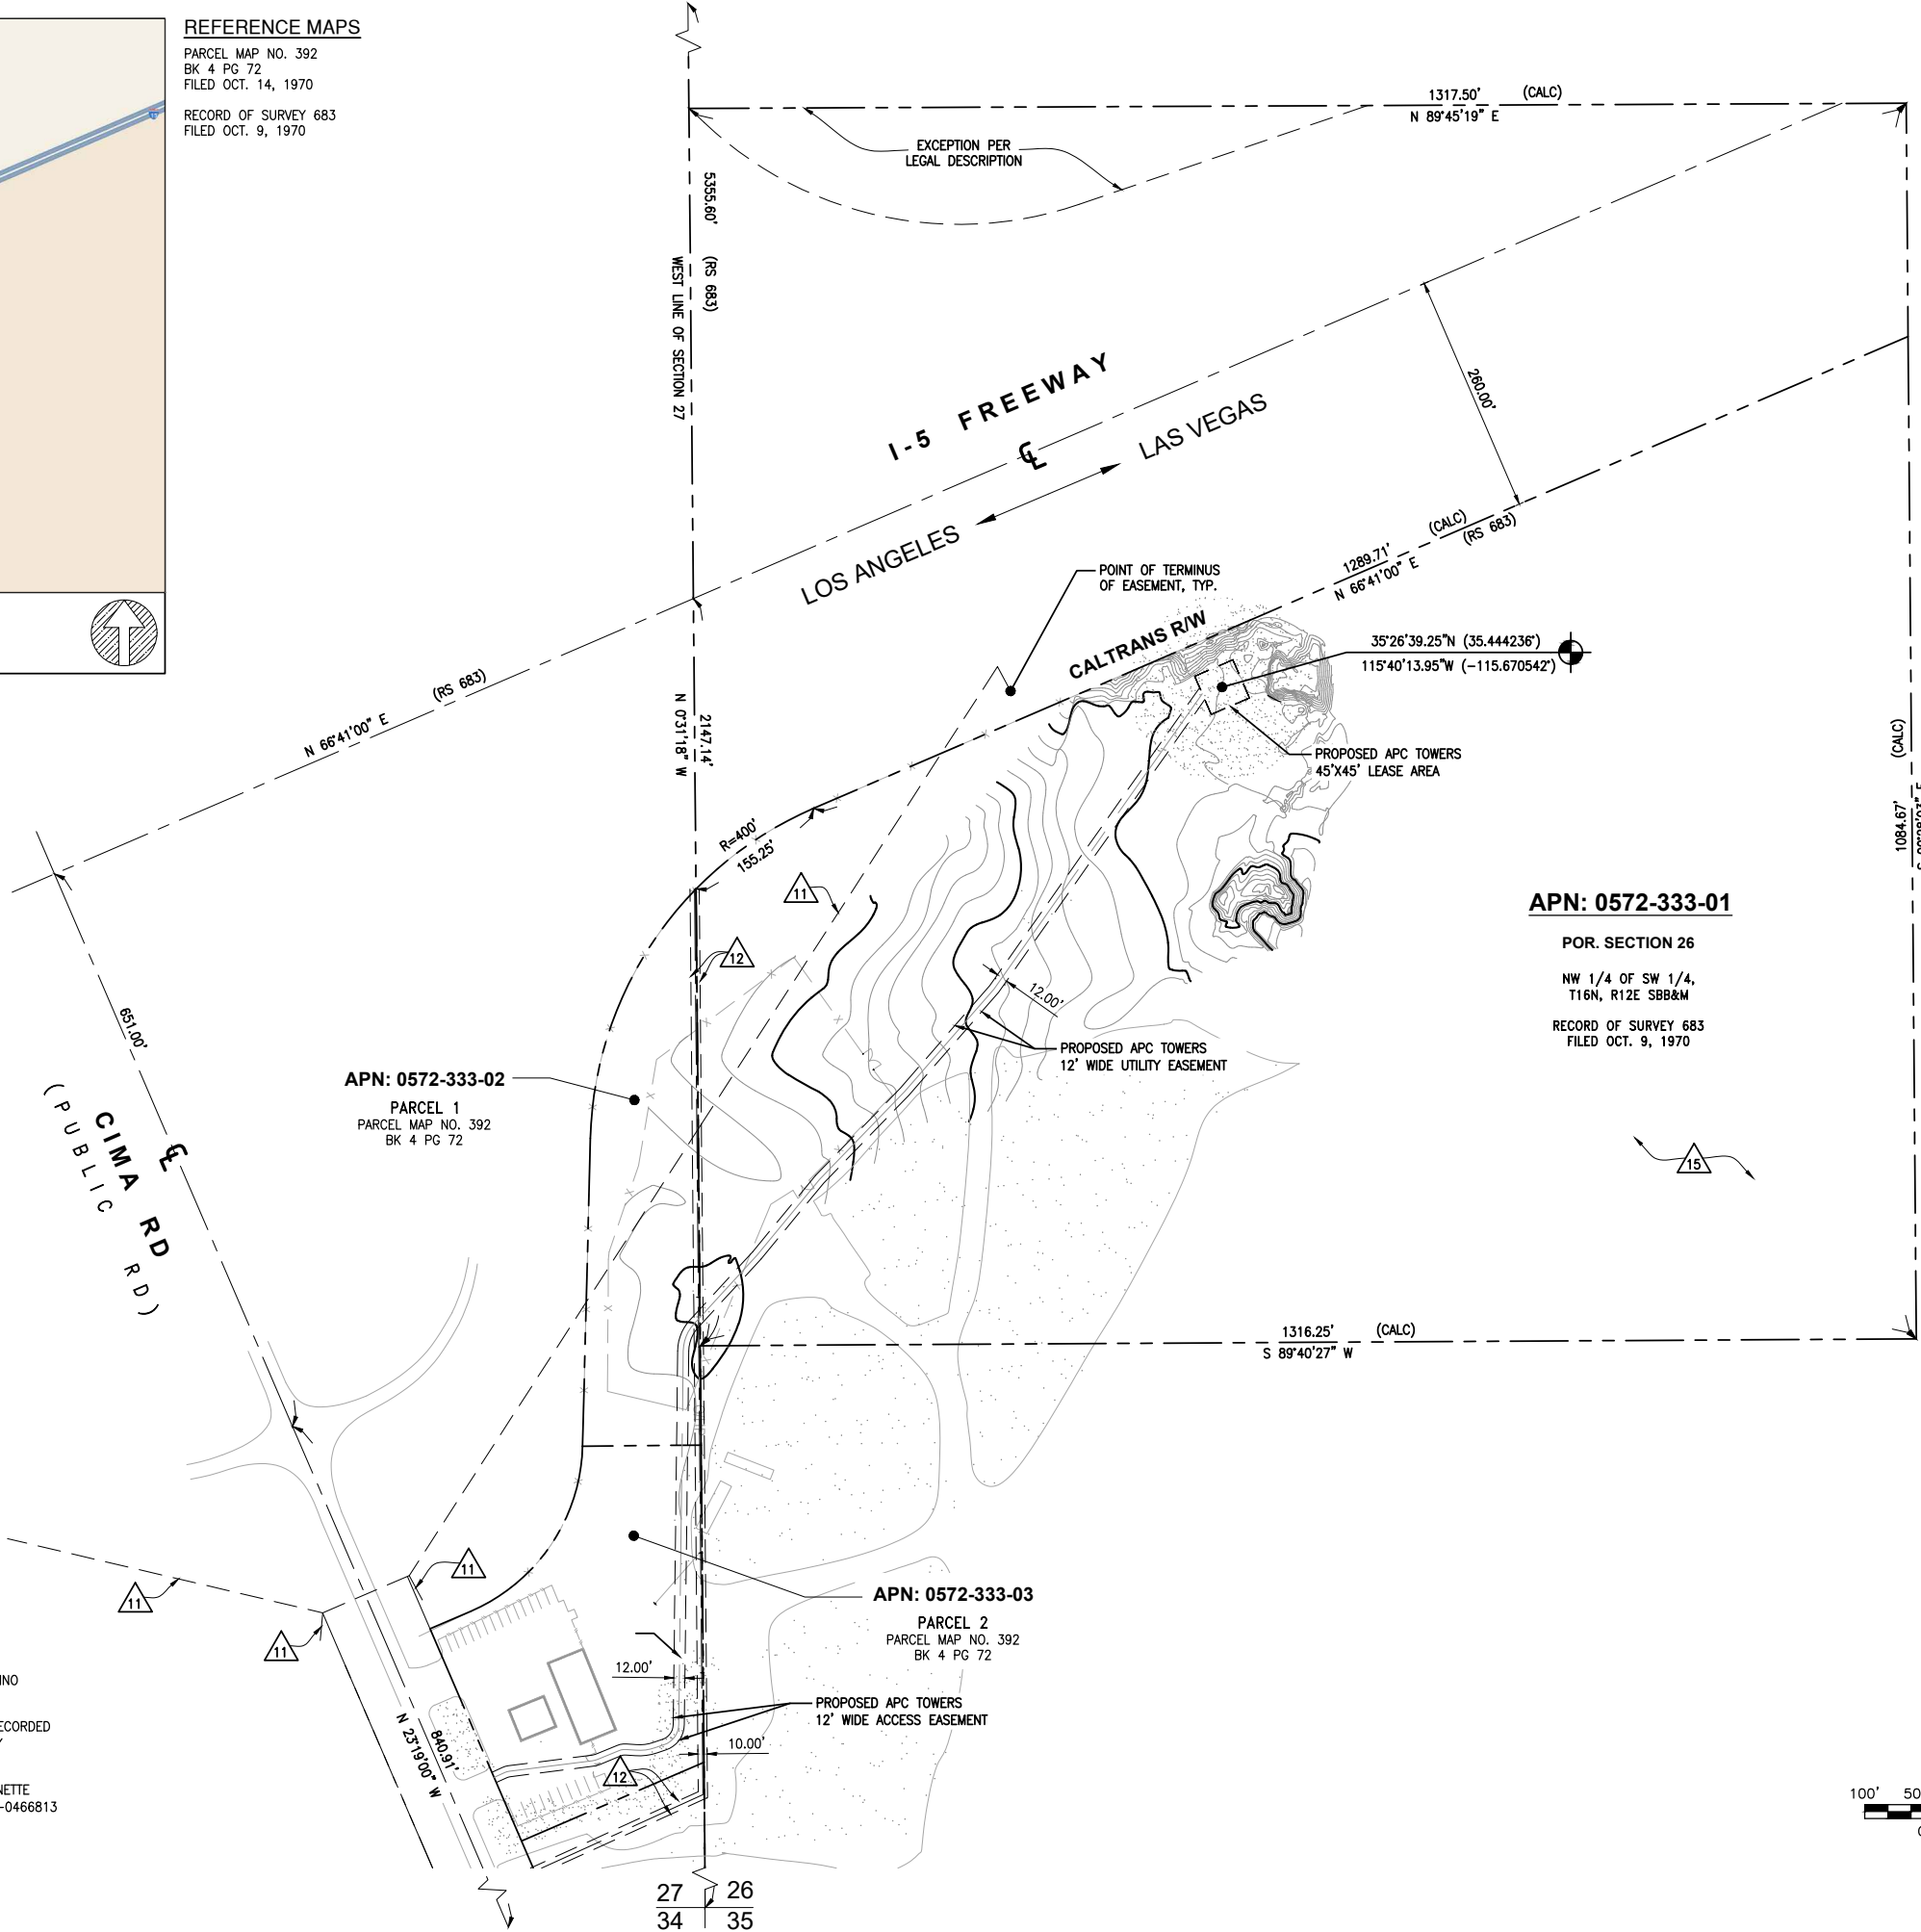 REFERENCE MAPS
PARCEL MAP NO. 392
BK 4 PG 72
FILED OCT. 14, 1970
RECORD OF SURVEY 683
FILED OCT. 9, 1970
1317.50' (CALC)
N 89°45'19" E
EXCEPTION PER
LEGAL DESCRIPTION
5355.60' (RS 683)
WEST LINE OF SECTION 27
260.00'
I-5 FREEWAY
LOS ANGELES
LAS VEGAS
POINT OF TERMINUS
OF EASEMENT, TYP.
CALTRANS R/W
1289.71' (CALC)
N 66°41'00" E (RS 683)
35°26'39.25"N (35.444236°)
115°40'13.95"W (-115.670542°)
N 66°41'00" E (RS 683)
2147.14'
N 0°31'18" W
PROPOSED APC TOWERS
45'X45' LEASE AREA
1084.67' (CALC)
R=400'
155.25'
11
12
APN: 0572-333-01
POR. SECTION 26
NW 1/4 OF SW 1/4,
T16N, R12E SBB&M
RECORD OF SURVEY 683
FILED OCT. 9, 1970
12.00'
PROPOSED APC TOWERS
12' WIDE UTILITY EASEMENT
651.00'
CIMA RD
(PUBLIC RD)
APN: 0572-333-02
PARCEL 1
PARCEL MAP NO. 392
BK 4 PG 72
15
1316.25' (CALC)
S 89°40'27" W
11
11
11
APN: 0572-333-03
PARCEL 2
PARCEL MAP NO. 392
BK 4 PG 72
12.00'
PROPOSED APC TOWERS
12' WIDE ACCESS EASEMENT
10.00'
12
840.91'
N 23°19'00" W
NO
ECORDED
NETTE
-0466813
100' 50
27 26
34 35